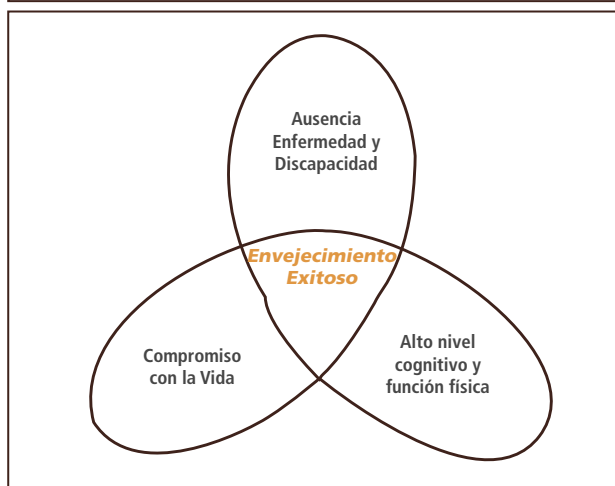 Ausencia
Enfermedad y
Discapacidad
Envejecimiento
Exitoso
Compromiso
con la Vida
Alto nivel
cognitivo y
función física